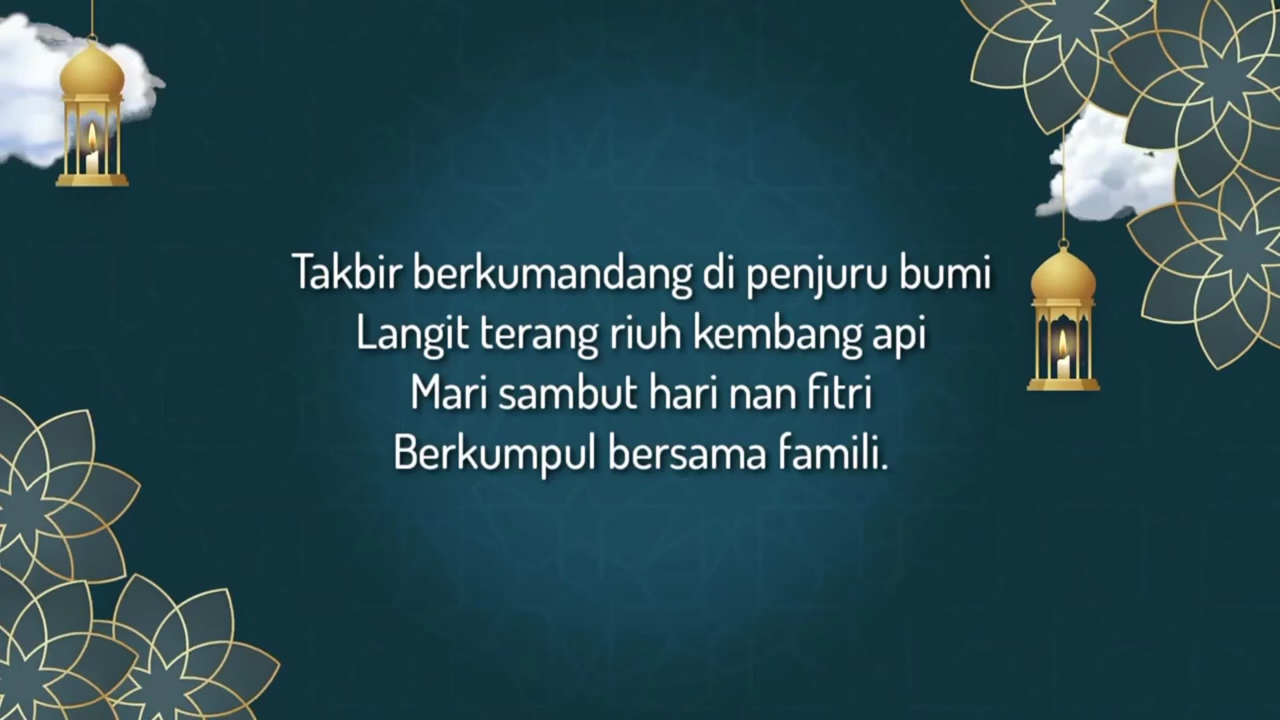 Takbir berkumandang di penjuru bumi
Langit terang riuh kembang api
Mari sambut hari nan fitri
Berkumpul bersama famili.